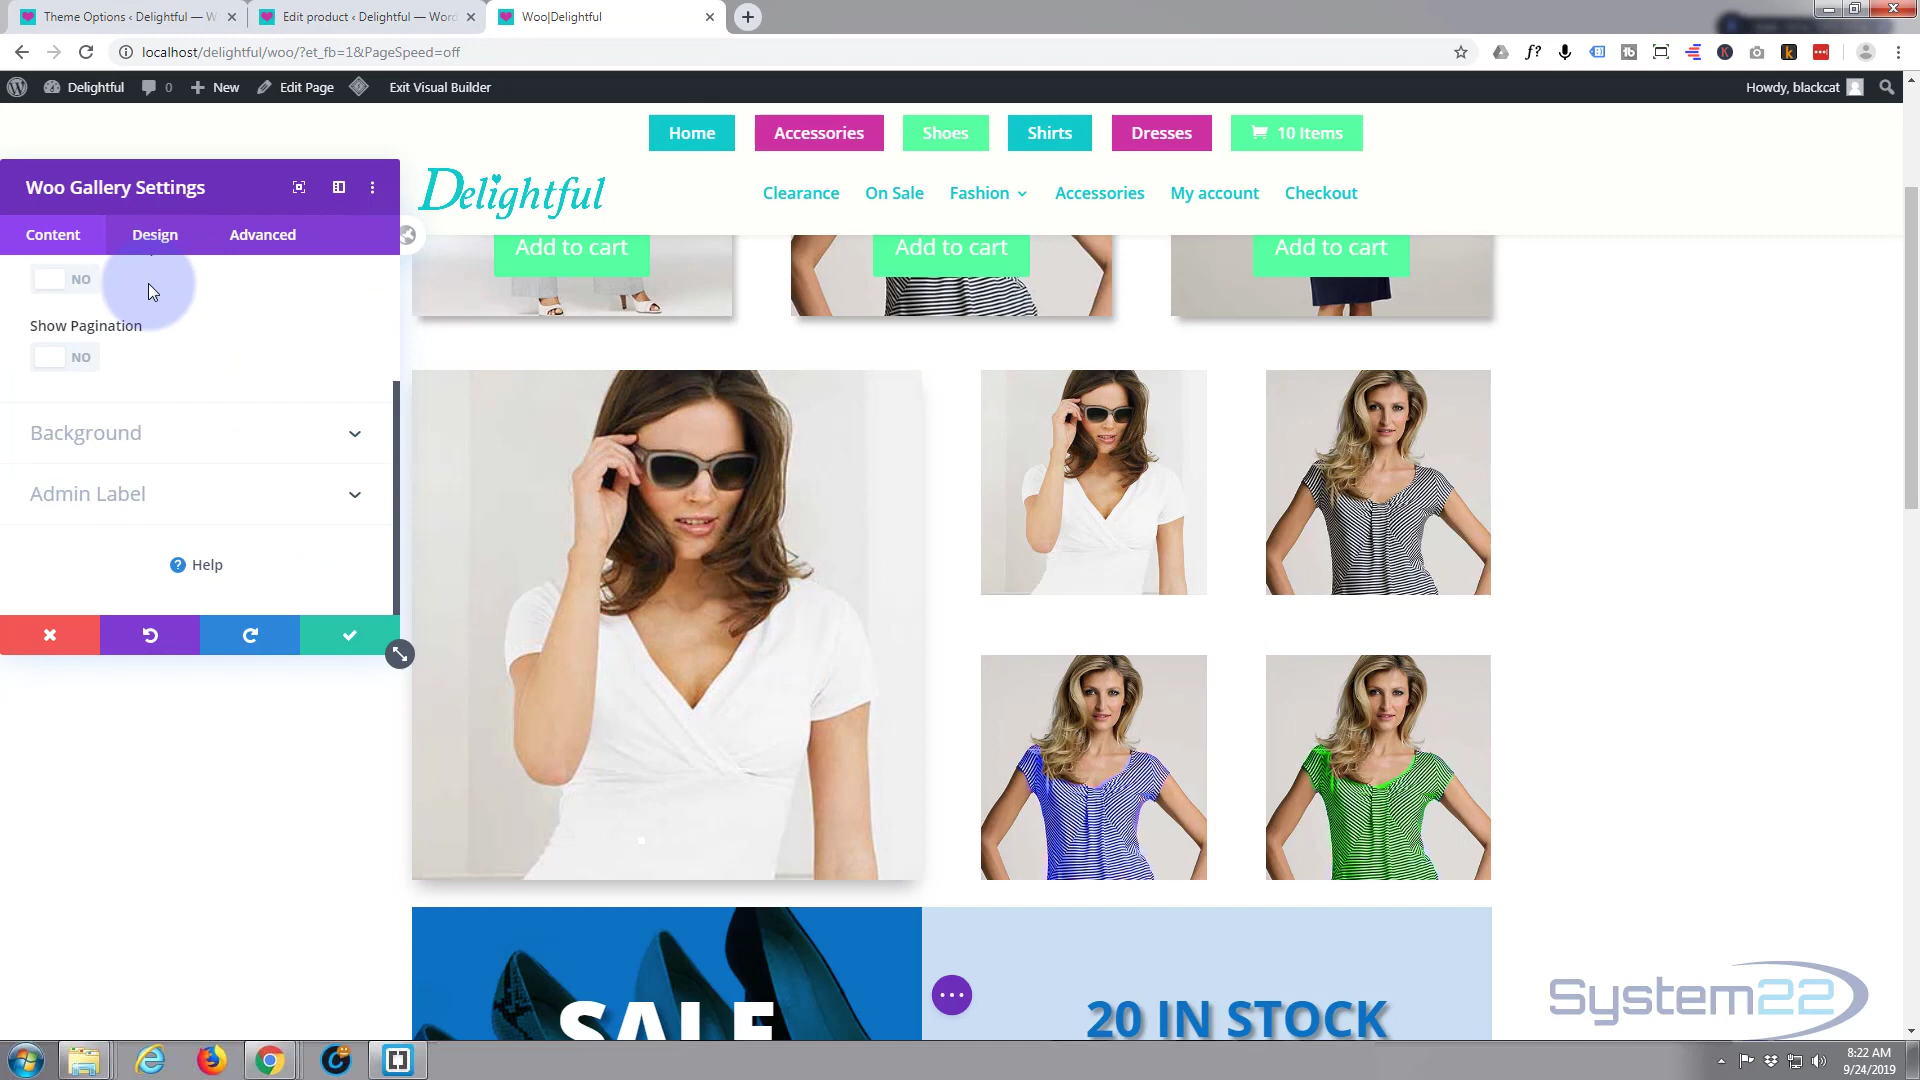 Theme Options ‹ Delightful — W
Edit product ‹ Delightful — Word
Woo|Delightful
localhost/delightful/woo/?et_fb=1&PageSpeed=off
Delightful
0
New
Edit Page
Exit Visual Builder
Howdy, blackcat
Home
Accessories
Shoes
Shirts
Dresses
10 Items
Woo Gallery Settings
Delightful
Clearance
On Sale
Fashion
Accessories
My account
Checkout
Content
Design
Advanced
Add to cart
Add to cart
Add to cart
NO
Show Pagination
NO
Background
Admin Label
Help
SALE
20 IN STOCK
System22
8:22 AM
9/24/2019